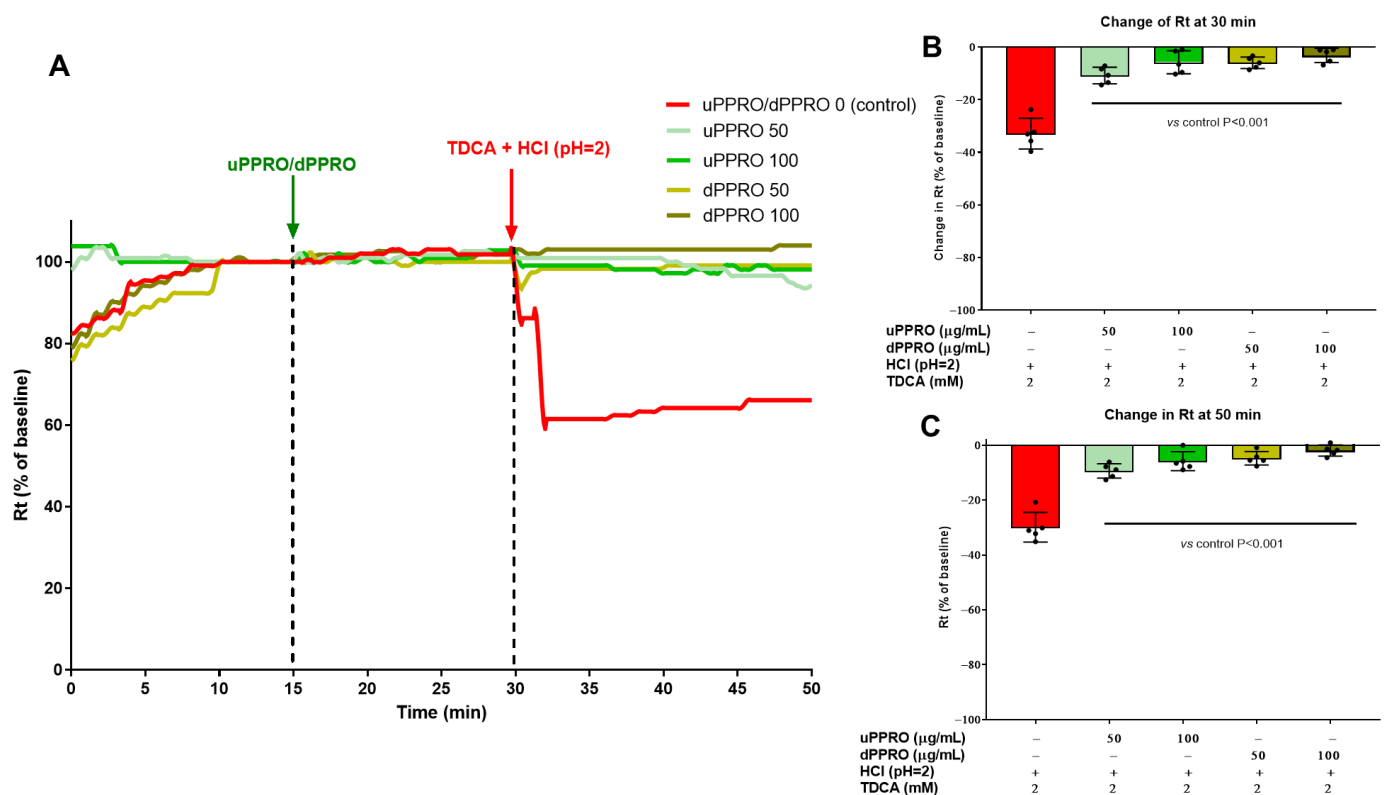 A
uPPRO/dPPRO 0 (control)
uPPRO 50
uPPRO 100
dPPRO 50
dPPRO 100
uPPRO/dPPRO
TDCA + HCl (pH=2)
Rt (% of baseline)
100
80
60
40
20
0
0 5 10 15 20 25 30 35 40 45 50
Time (min)
B
Change of Rt at 30 min
Change in Rt (% of baseline)
0
−20
−40
−60
−80
−100
vs control P<0.001
uPPRO (µg/mL) – 50 100 – –
dPPRO (µg/mL) – – – 50 100
HCl (pH=2) + + + + +
TDCA (mM) 2 2 2 2 2
C
Change in Rt at 50 min
Rt (% of baseline)
0
−20
−40
−60
−80
−100
vs control P<0.001
uPPRO (µg/mL) – 50 100 – –
dPPRO (µg/mL) – – – 50 100
HCl (pH=2) + + + + +
TDCA (mM) 2 2 2 2 2